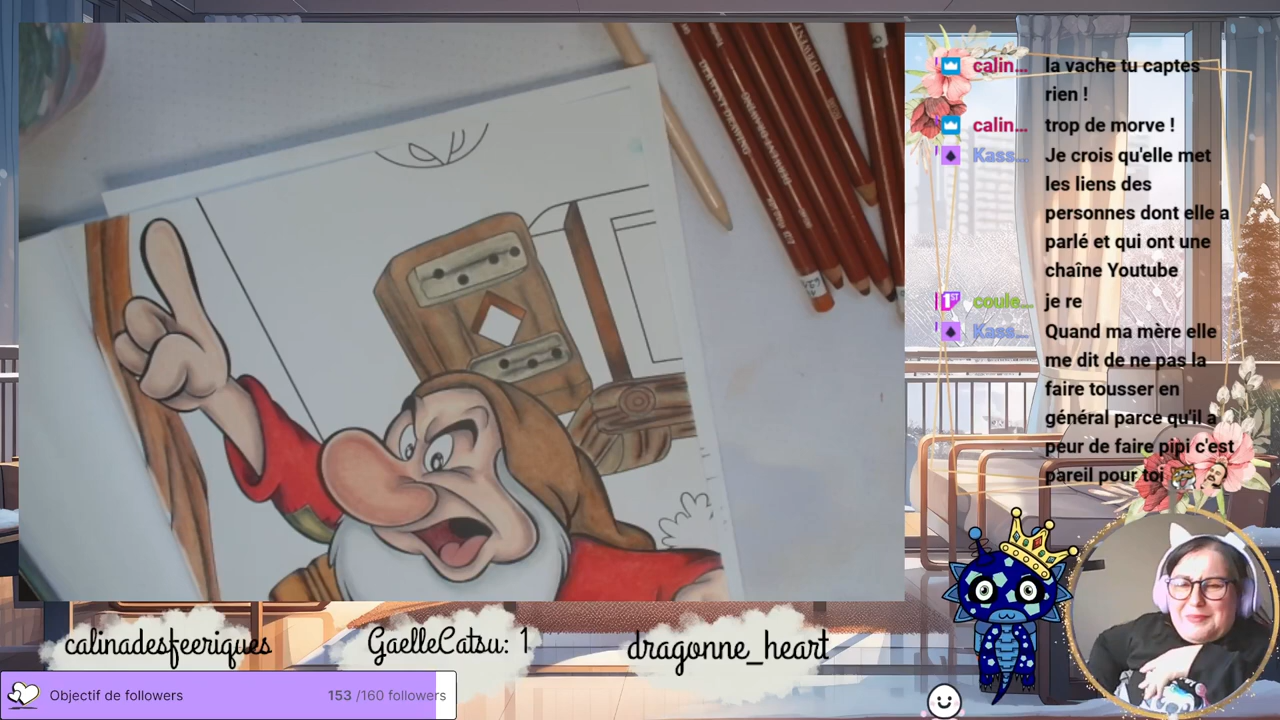 calin... la vache tu captes
rien !
calin... trop de morve !
Kass... Je crois qu'elle met
les liens des
personnes dont elle a
parlé et qui ont une
chaîne Youtube
1ST coule... je re
Kass... Quand ma mère elle
me dit de ne pas la
faire tousser en
général parce qu'il a
peur de faire pipi c'est
pareil pour toi
DERWENT DRAWING
calinadesfeeriques
GaelleCatsu: 1
dragonne_heart
Objectif de followers
153 /160 followers